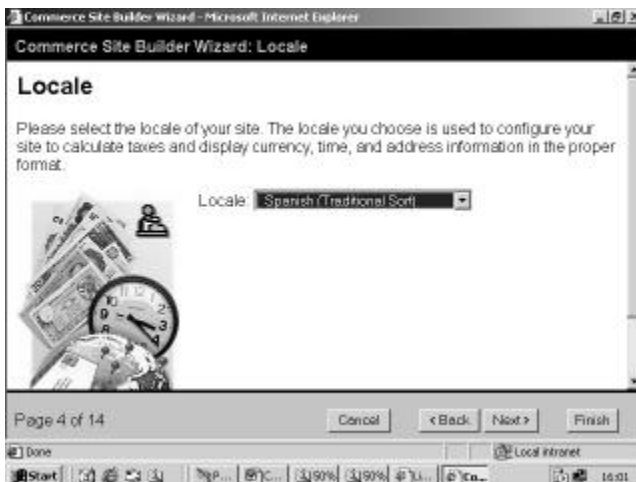 Commerce Site Builder Wizard - Microsoft Internet Explorer
Commerce Site Builder Wizard: Locale
Locale
Please select the locale of your site. The locale you choose is used to configure your
site to calculate taxes and display currency, time, and address information in the proper
format.
Locale: Spanish (Traditional Sort)
Page 4 of 14
Cancel
< Back
Next >
Finish
Done
Local intranet
Start
90%
90%
Co...
16:01